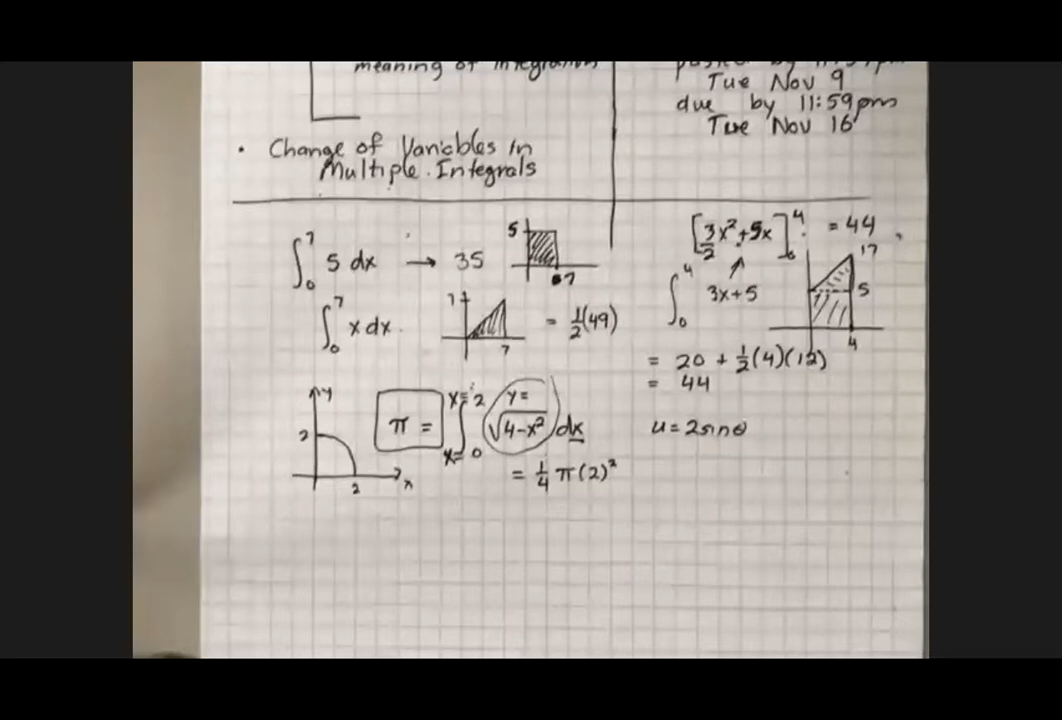 meaning of integration
Tue Nov 9
due by 11:59pm
Tue Nov 16
• Change of Variables in
Multiple Integrals
∫₀⁷ 5 dx → 35
5
7
∫₀⁷ x dx
7
7
= ½(49)
[3/2 x² + 5x]₀⁴ = 44
∫₀⁴ 3x+5
17
5
4
= 20 + ½(4)(12)
= 44
y
2
2
x
π = ∫ x=0 x=2 y= √4-x² dx
= ¼ π(2)²
u = 2sinθ